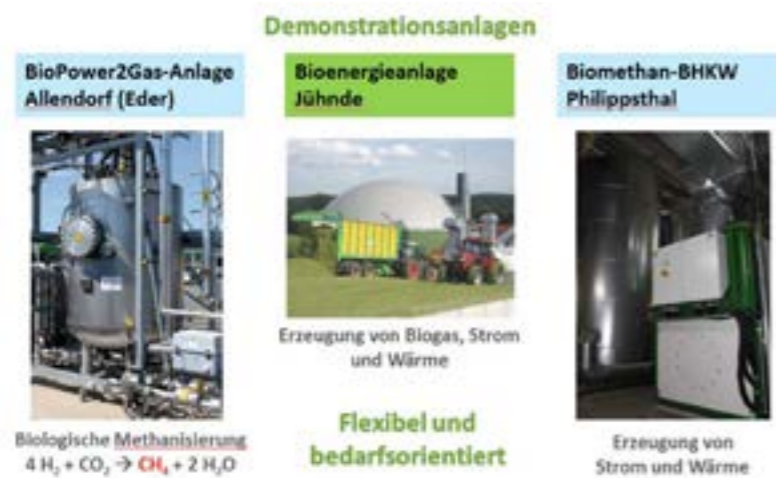 Demonstrationsanlagen
BioPower2Gas-Anlage
Allendorf (Eder)
Biologische Methanisierung
4 H₂ + CO₂ → CH₄ + 2 H₂O
Bioenergieanlage
Jühnde
Erzeugung von Biogas, Strom
und Wärme
Flexibel und
bedarfsorientiert
Biomethan-BHKW
Philippsthal
Erzeugung von
Strom und Wärme